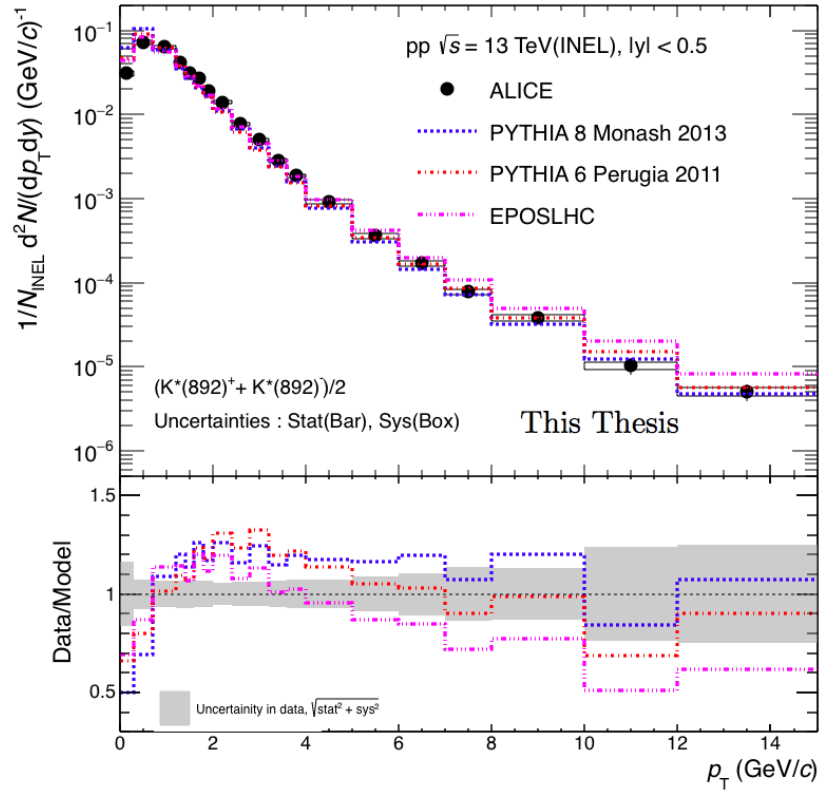 10⁻¹
10⁻²
10⁻³
10⁻⁴
10⁻⁵
10⁻⁶
1/N_INEL d²N/(dp_Tdy) (GeV/c)⁻¹
pp √s = 13 TeV(INEL), |y| < 0.5
ALICE
PYTHIA 8 Monash 2013
PYTHIA 6 Perugia 2011
EPOSLHC
(K*(892)⁺+ K*(892)⁻)/2
Uncertainties : Stat(Bar), Sys(Box)
This Thesis
1.5
1
0.5
Data/Model
Uncertainity in data, √stat² + sys²
0 2 4 6 8 10 12 14
p_T (GeV/c)